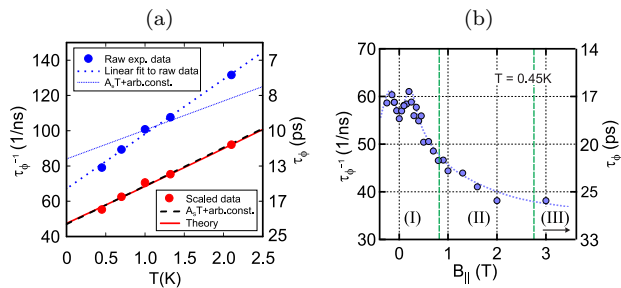 (a)
τϕ⁻¹ (1/ns)
140
120
100
80
60
40
Raw exp. data
Linear fit to raw data
AₛT+arb.const.
Scaled data
AₛT+arb.const.
Theory
7
8
10
13
17
25
τϕ (ps)
0
0.5
1.0
1.5
2.0
2.5
T(K)
(b)
τϕ⁻¹ (1/ns)
70
60
50
40
30
T = 0.45K
(I)
(II)
(III)
14
17
20
26
33
τϕ (ps)
0
1
2
3
B|| (T)